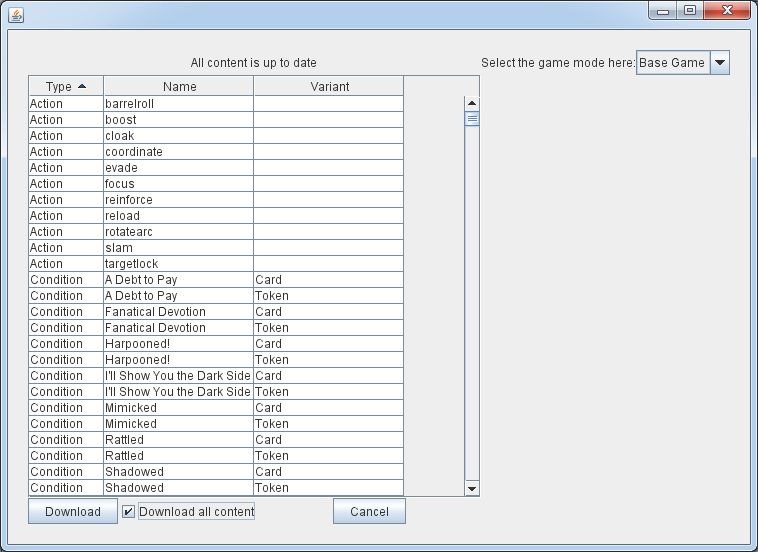 All content is up to date Select the game mode here: Base Game
Type Name Variant
Action barrelroll
Action boost
Action cloak
Action coordinate
Action evade
Action focus
Action reinforce
Action reload
Action rotatearc
Action slam
Action targetlock
Condition A Debt to Pay Card
Condition A Debt to Pay Token
Condition Fanatical Devotion Card
Condition Fanatical Devotion Token
Condition Harpooned! Card
Condition Harpooned! Token
Condition I'll Show You the Dark Side Card
Condition I'll Show You the Dark Side Token
Condition Mimicked Card
Condition Mimicked Token
Condition Rattled Card
Condition Rattled Token
Condition Shadowed Card
Condition Shadowed Token
Download Download all content Cancel